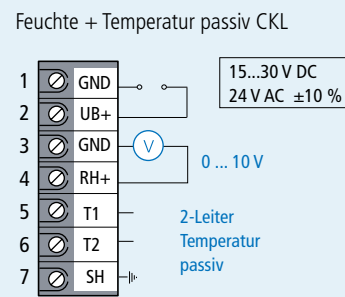 Feuchte + Temperatur passiv CKL
15...30 V DC
24 V AC ±10 %
1 GND
2 UB+
3 GND
V
4 RH+
0 ... 10 V
5 T1
6 T2
7 SH
2-Leiter
Temperatur
passiv